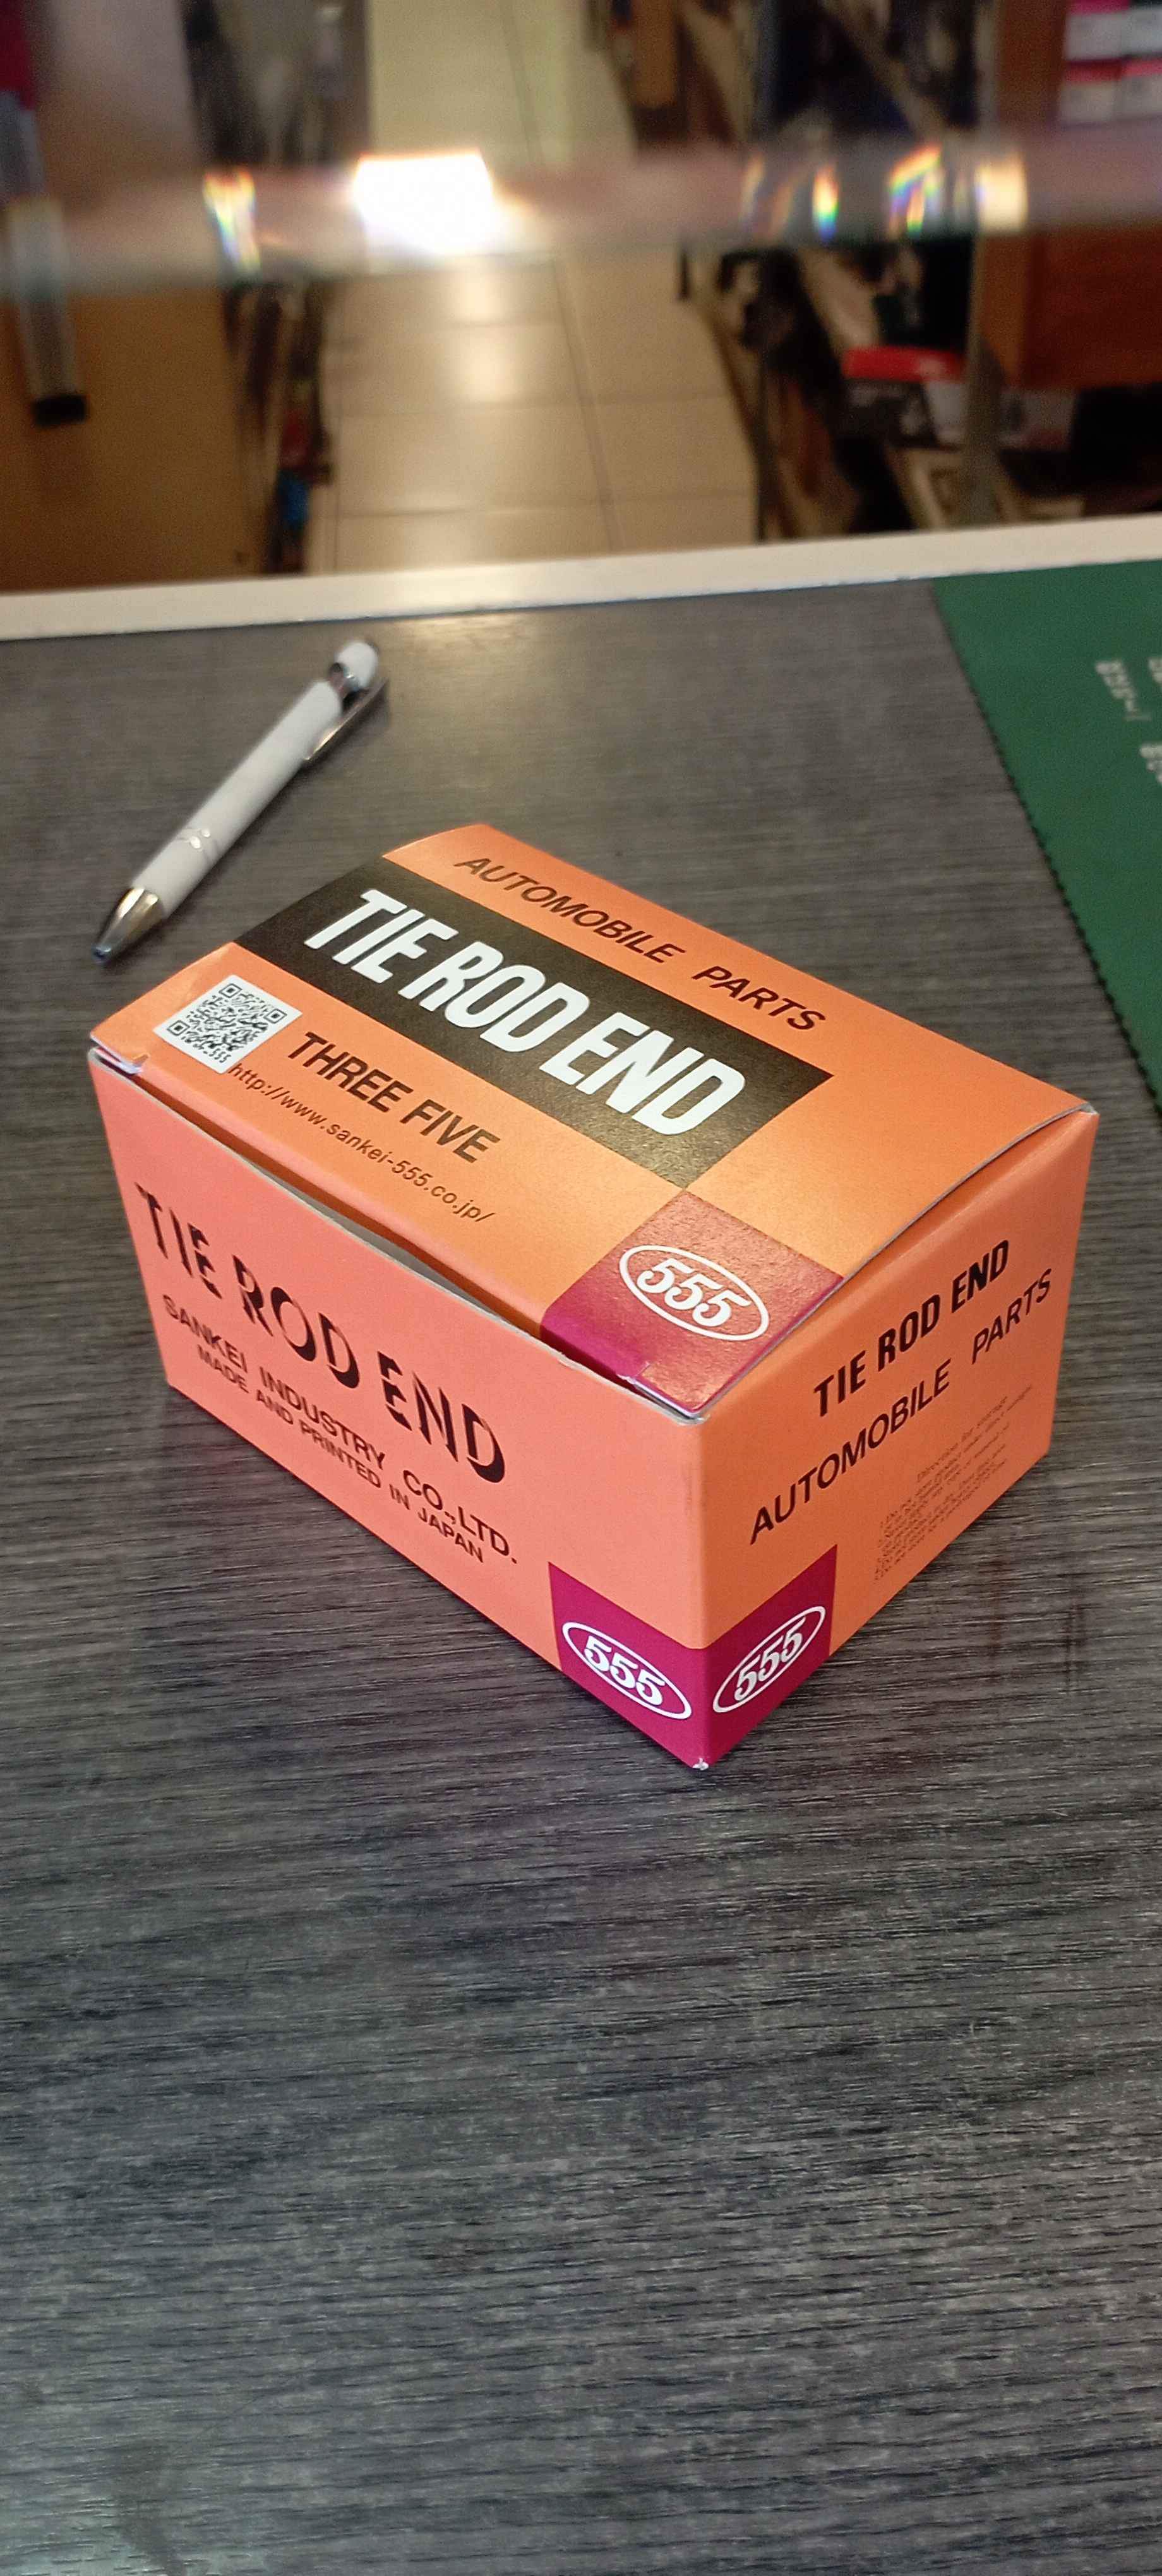 AUTOMOBILE PARTS
TIE ROD END
THREE FIVE
http://www.sankei-555.co.jp/
555
TIE ROD END
SANKEI INDUSTRY CO.,LTD.
MADE AND PRINTED IN JAPAN
555
TIE ROD END
AUTOMOBILE PARTS
555